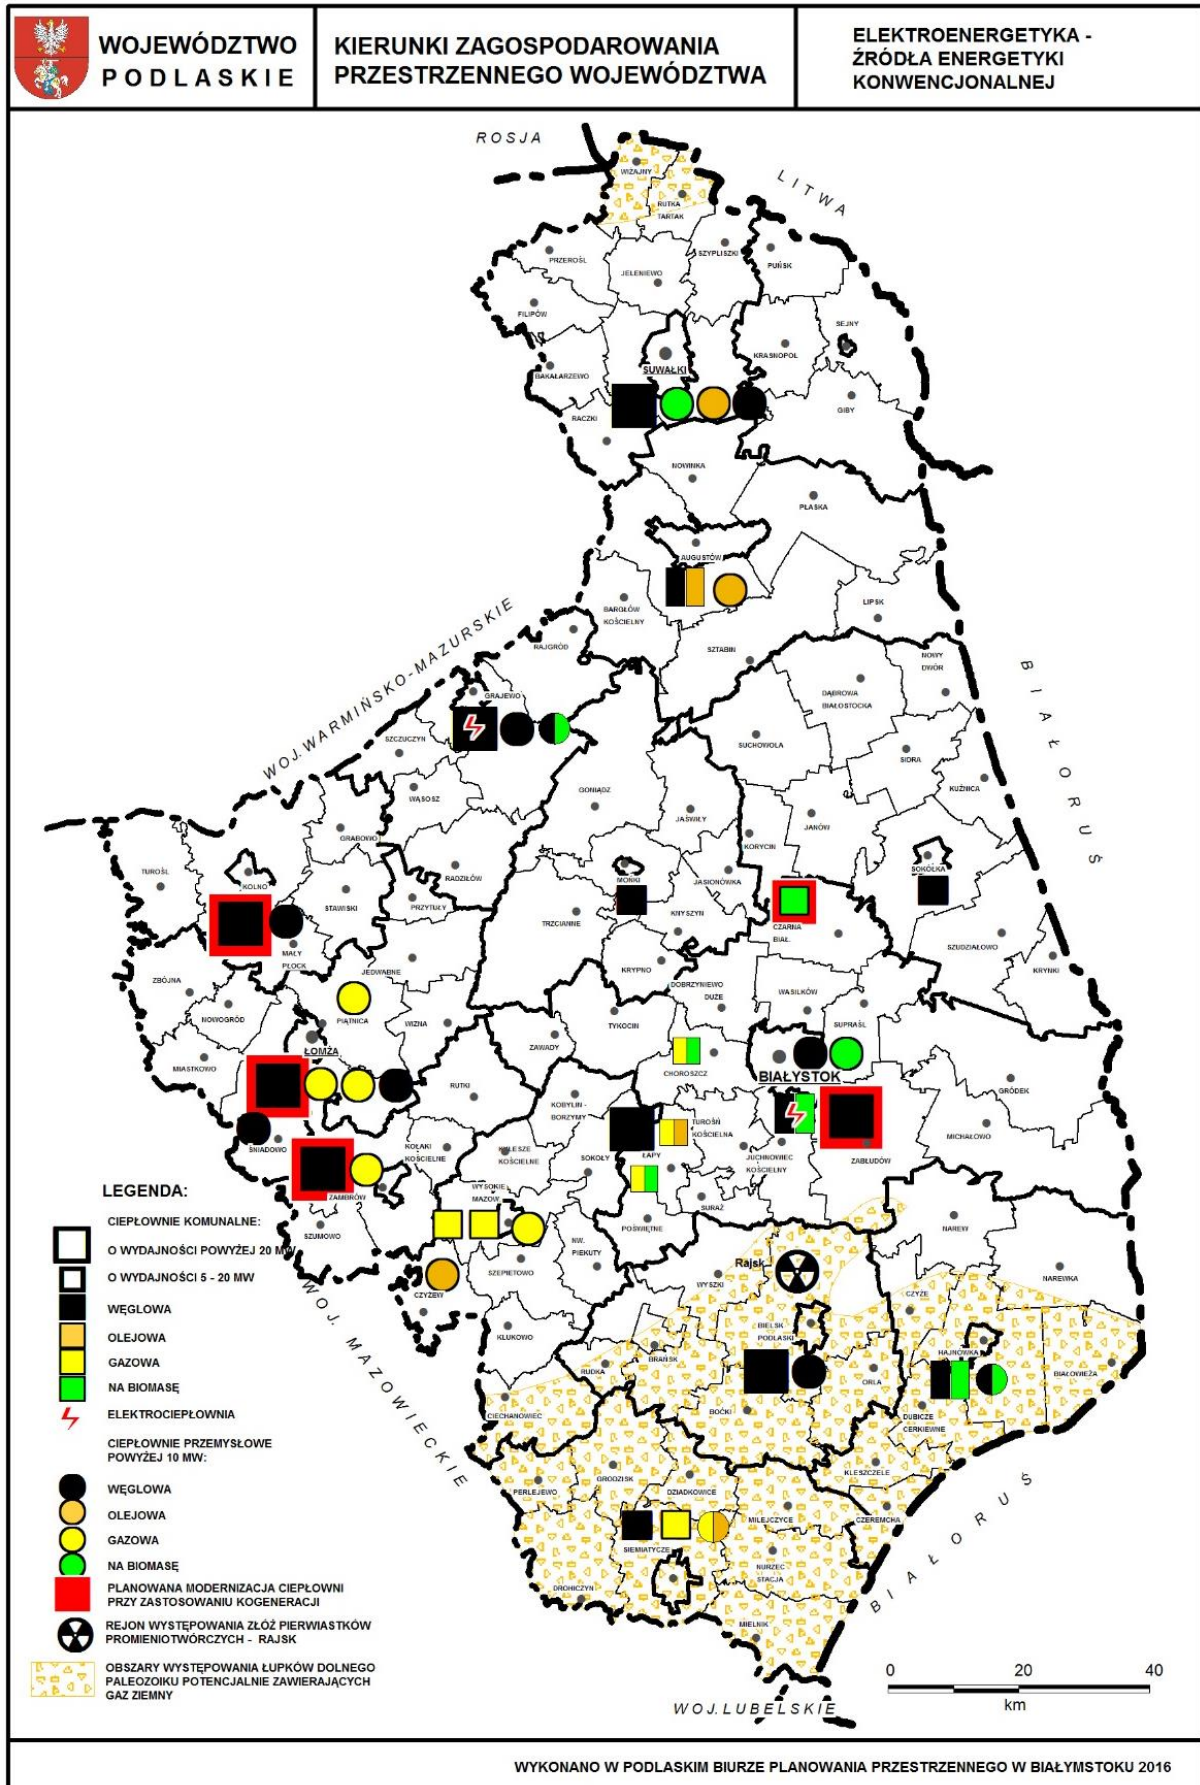 WOJEWÓDZTWO
PODLASKIE
KIERUNKI ZAGOSPODAROWANIA
PRZESTRZENNEGO WOJEWÓDZTWA
ELEKTROENERGETYKA -
ŹRÓDŁA ENERGETYKI
KONWENCJONALNEJ
ROSJA
LITWA
WIZAJNY
RUTKA
TARTAK
PRZEROŚL
SZYPLISZKI
PUŃSK
JELENIEWO
FILIPÓW
SEJNY
KRASNOPOL
SUWAŁKI
BAKAŁARZEWO
RACZKI
GIBY
NOWINKA
PŁASKA
AUGUSTÓW
BARGŁÓW
KOŚCIELNY
LIPSK
WOJ.WARMIŃSKO-MAZURSKIE
RAJGRÓD
SZTABIN
NOWY
DWÓR
BIAŁORUŚ
GRAJEWO
DĄBROWA
BIAŁOSTOCKA
SZCZUCZYN
SUCHOWOLA
SIDRA
KUŹNICA
WĄSOSZ
GONIĄDZ
JAŚWIŁY
JANÓW
GRABOWO
KORYCIN
TUROŚL
KOLNO
RADZIŁÓW
MOŃKI
JASIONÓWKA
SOKÓŁKA
STAWISKI
PRZYTUŁY
TRZCIANNE
KNYSZYN
CZARNA
BIAŁ.
SZUDZIAŁOWO
MAŁY
PŁOCK
ZBÓJNA
JEDWABNE
KRYPNO
KRYNKI
DOBRZYNIEWO
DUŻE
WASILKÓW
NOWOGRÓD
PIĄTNICA
WIZNA
TYKOCIN
SUPRAŚL
ZAWADY
ŁOMŻA
MIASTKOWO
CHOROSZCZ
BIAŁYSTOK
RUTKI
GRÓDEK
KOBYLIN -
BORZYMY
TUROŚŃ
KOŚCIELNA
MICHAŁOWO
ŚNIADOWO
KOŁAKI
KOŚCIELNE
KULESZE
KOŚCIELNE
SOKOŁY
ŁAPY
JUCHNOWIEC
KOŚCIELNY
ZABŁUDÓW
LEGENDA:
ZAMBRÓW
WYSOKIE
MAZOW.
SURAŻ
CIEPŁOWNIE KOMUNALNE:
SZUMOWO
POŚWIĘTNE
NAREW
O WYDAJNOŚCI POWYŻEJ 20 MW
NW.
PIEKUTY
O WYDAJNOŚCI 5 - 20 MW
SZEPIETOWO
Rajsk
NAREWKA
WYSZKI
CZYŻEW
CZYŻE
WĘGLOWA
WOJ. MAZOWIECKIE
BIELSK
PODLASKI
OLEJOWA
KLUKOWO
HAJNÓWKA
GAZOWA
RUDKA
BRAŃSK
ORLA
BIAŁOWIEŻA
NA BIOMASĘ
ELEKTROCIEPŁOWNIA
CIECHANOWIEC
BOĆKI
DUBICZE
CERKIEWNE
CIEPŁOWNIE PRZEMYSŁOWE
POWYŻEJ 10 MW:
KLESZCZELE
GRODZISK
WĘGLOWA
PERLEJEWO
DZIADKOWICE
OLEJOWA
MILEJCZYCE
CZEREMCHA
GAZOWA
SIEMIATYCZE
BIAŁORUŚ
NA BIOMASĘ
NURZEC
STACJA
PLANOWANA MODERNIZACJA CIEPŁOWNI
PRZY ZASTOSOWANIU KOGENERACJI
DROHICZYN
REJON WYSTĘPOWANIA ZŁÓŻ PIERWIASTKÓW
PROMIENIOTWÓRCZYCH - RAJSK
MIELNIK
OBSZARY WYSTĘPOWANIA ŁUPKÓW DOLNEGO
PALEOZOIKU POTENCJALNIE ZAWIERAJĄCYCH
GAZ ZIEMNY
0 20 40
km
WOJ.LUBELSKIE
WYKONANO W PODLASKIM BIURZE PLANOWANIA PRZESTRZENNEGO W BIAŁYMSTOKU 2016